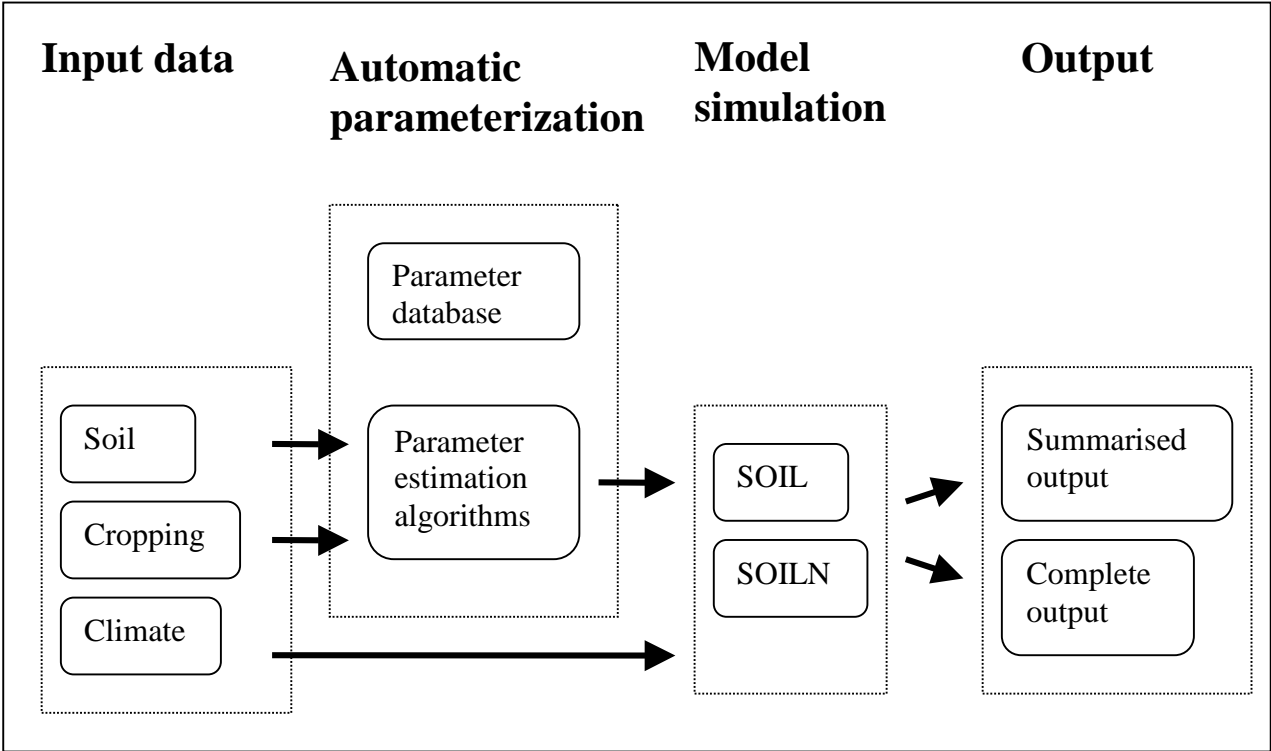 Input data
Automatic
parameterization
Model
simulation
Output
Parameter
database
Soil
Cropping
Climate
Parameter
estimation
algorithms
SOIL
SOILN
Summarised
output
Complete
output